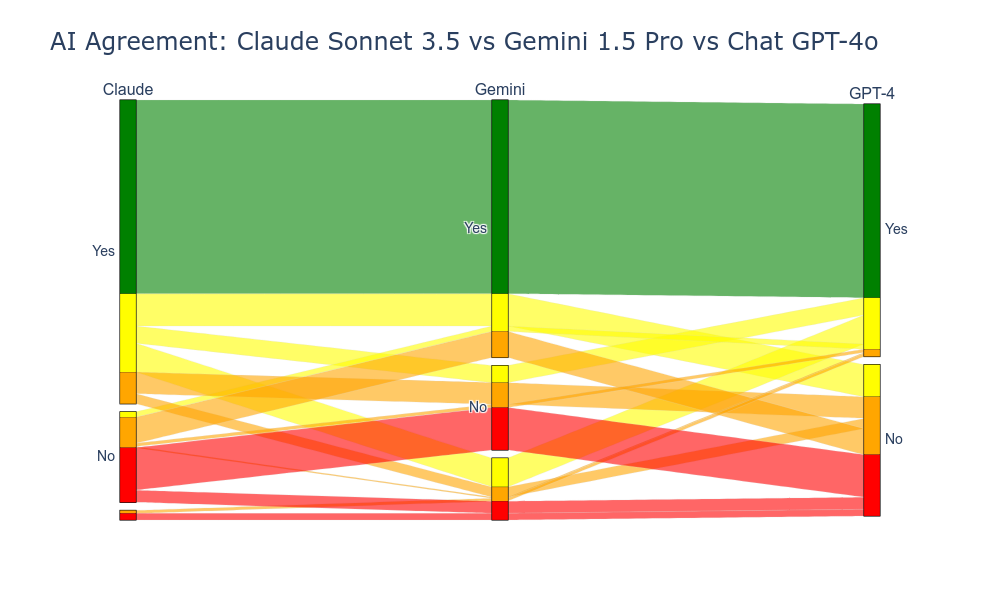 AI Agreement: Claude Sonnet 3.5 vs Gemini 1.5 Pro vs Chat GPT-4o
Claude
Gemini
GPT-4
Yes
Yes
Yes
No
No
No